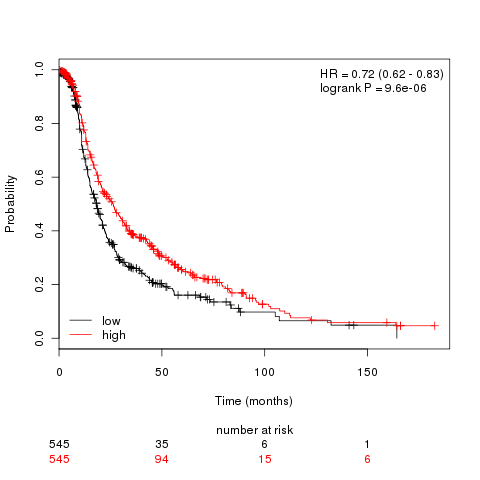 HR = 0.72 (0.62 - 0.83)
logrank P = 9.6e-06
Probability
1.0
0.8
0.6
0.4
0.2
0.0
low
high
0 50 100 150
Time (months)
number at risk
545 35 6 1
545 94 15 6